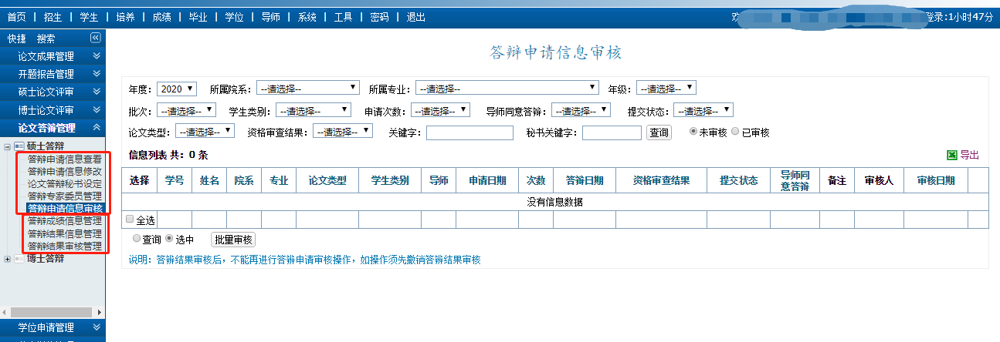 首页 | 招生 | 学生 | 培养 | 成绩 | 毕业 | 学位 | 导师 | 系统 | 工具 | 密码 | 退出
登录:1小时47分
快捷 搜索
论文成果管理
开题报告管理
硕士论文评审
博士论文评审
论文答辩管理
硕士答辩
答辩申请信息查看
答辩申请信息修改
论文答辩秘书设定
答辩专家委员管理
答辩申请信息审核
答辩成绩信息管理
答辩结果信息管理
答辩结果审核管理
博士答辩
学位申请管理
答辩申请信息审核
年度: 2020 所属院系: --请选择-- 所属专业: --请选择-- 年级: --请选择--
批次: --请选择-- 学生类别: --请选择-- 申请次数: --请选择-- 导师同意答辩: --请选择-- 提交状态: --请选择--
论文类型: --请选择-- 资格审查结果: --请选择-- 关键字: 秘书关键字: 查询 未审核 已审核
信息列表 共: 0 条 导出
选择 学号 姓名 院系 专业 论文类型 学生类别 导师 申请日期 次数 答辩日期 资格审查结果 提交状态 导师同意答辩 备注 审核人 审核日期
没有信息数据
全选
查询 选中 批量审核
说明: 答辩结果审核后，不能再进行答辩申请审核操作，如操作须先撤销答辩结果审核